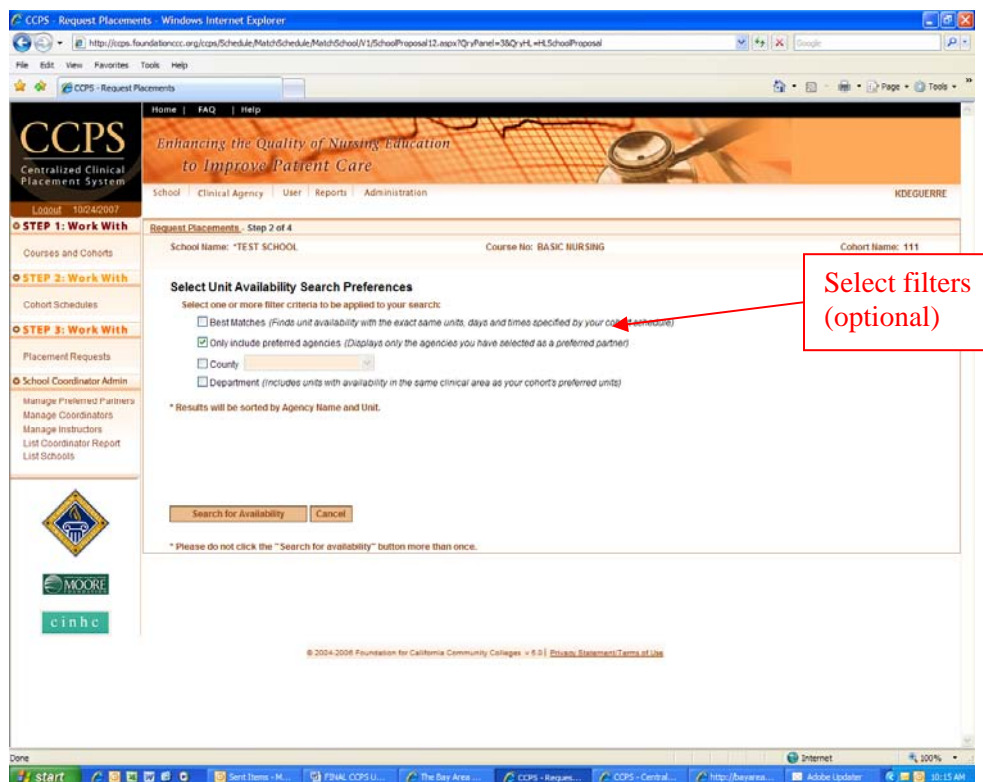 CCPS - Request Placements - Windows Internet Explorer
http://ccps.foundationccc.org/ccps/Schedule/MatchSchedule/MatchSchool/V1/SchoolProposal12.aspx?QryPanel=3&QryHL=HLSchoolProposal
Google
File Edit View Favorites Tools Help
CCPS - Request Placements
Page Tools
Home | FAQ | Help
CCPS
Centralized Clinical
Placement System
Enhancing the Quality of Nursing Education
to Improve Patient Care
School | Clinical Agency | User | Reports | Administration
KDEGUERRE
Logout 10/24/2007
STEP 1: Work With
Courses and Cohorts
STEP 2: Work With
Cohort Schedules
STEP 3: Work With
Placement Requests
School Coordinator Admin
Manage Preferred Partners
Manage Coordinators
Manage Instructors
List Coordinator Report
List Schools
MOORE
FOUNDATION
cinhc
Request Placements - Step 2 of 4
School Name: *TEST SCHOOL Course No: BASIC NURSING Cohort Name: 111
Select Unit Availability Search Preferences
Select one or more filter criteria to be applied to your search:
Best Matches (Finds unit availability with the exact same units, days and times specified by your cohort schedule)
Only include preferred agencies (Displays only the agencies you have selected as a preferred partner)
County
Department (Includes units with availability in the same clinical area as your cohort's preferred units)
* Results will be sorted by Agency Name and Unit.
Search for Availability Cancel
* Please do not click the "Search for availability" button more than once.
Select filters
(optional)
© 2004-2006 Foundation for California Community Colleges v 6.0 | Privacy Statement/Terms of Use
Done Internet 100%
start Sent Items - M... FINAL CCPS U... The Bay Area ... CCPS - Reques... CCPS - Central... http://bayarea... Adobe Updater 10:15 AM